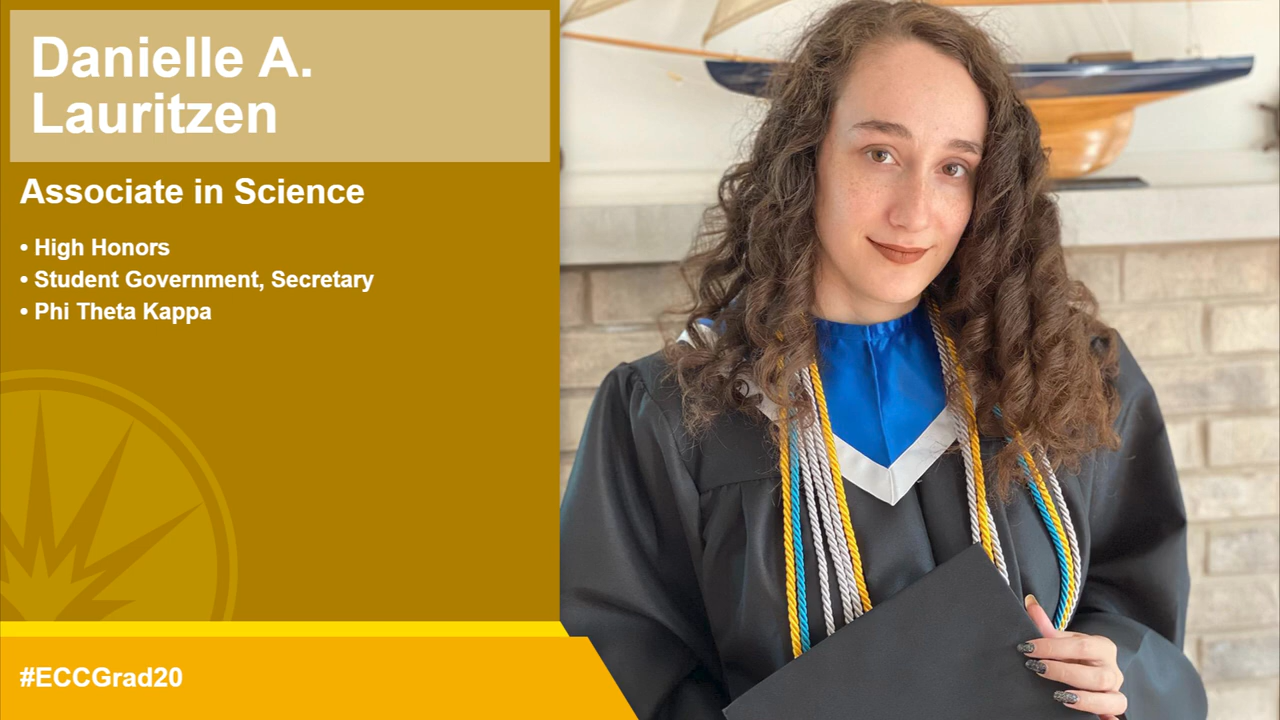 Danielle A.
Lauritzen
Associate in Science
• High Honors
• Student Government, Secretary
• Phi Theta Kappa
#ECCGrad20